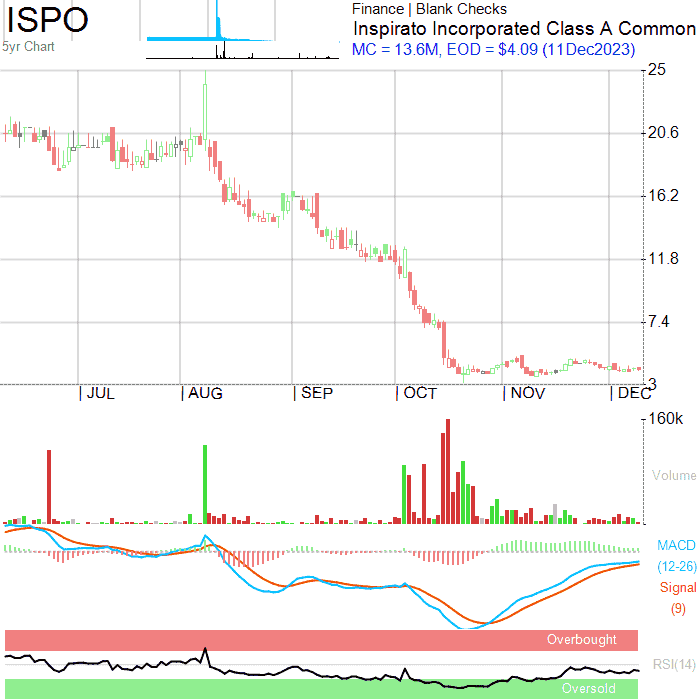 ISPO
5yr Chart
Finance | Blank Checks
Inspirato Incorporated Class A Common
MC = 13.6M, EOD = $4.09 (11Dec2023)
25
20.6
16.2
11.8
7.4
3
JUL AUG SEP OCT NOV DEC
160k
Volume
MACD
(12-26)
Signal
(9)
Overbought
RSI(14)
Oversold